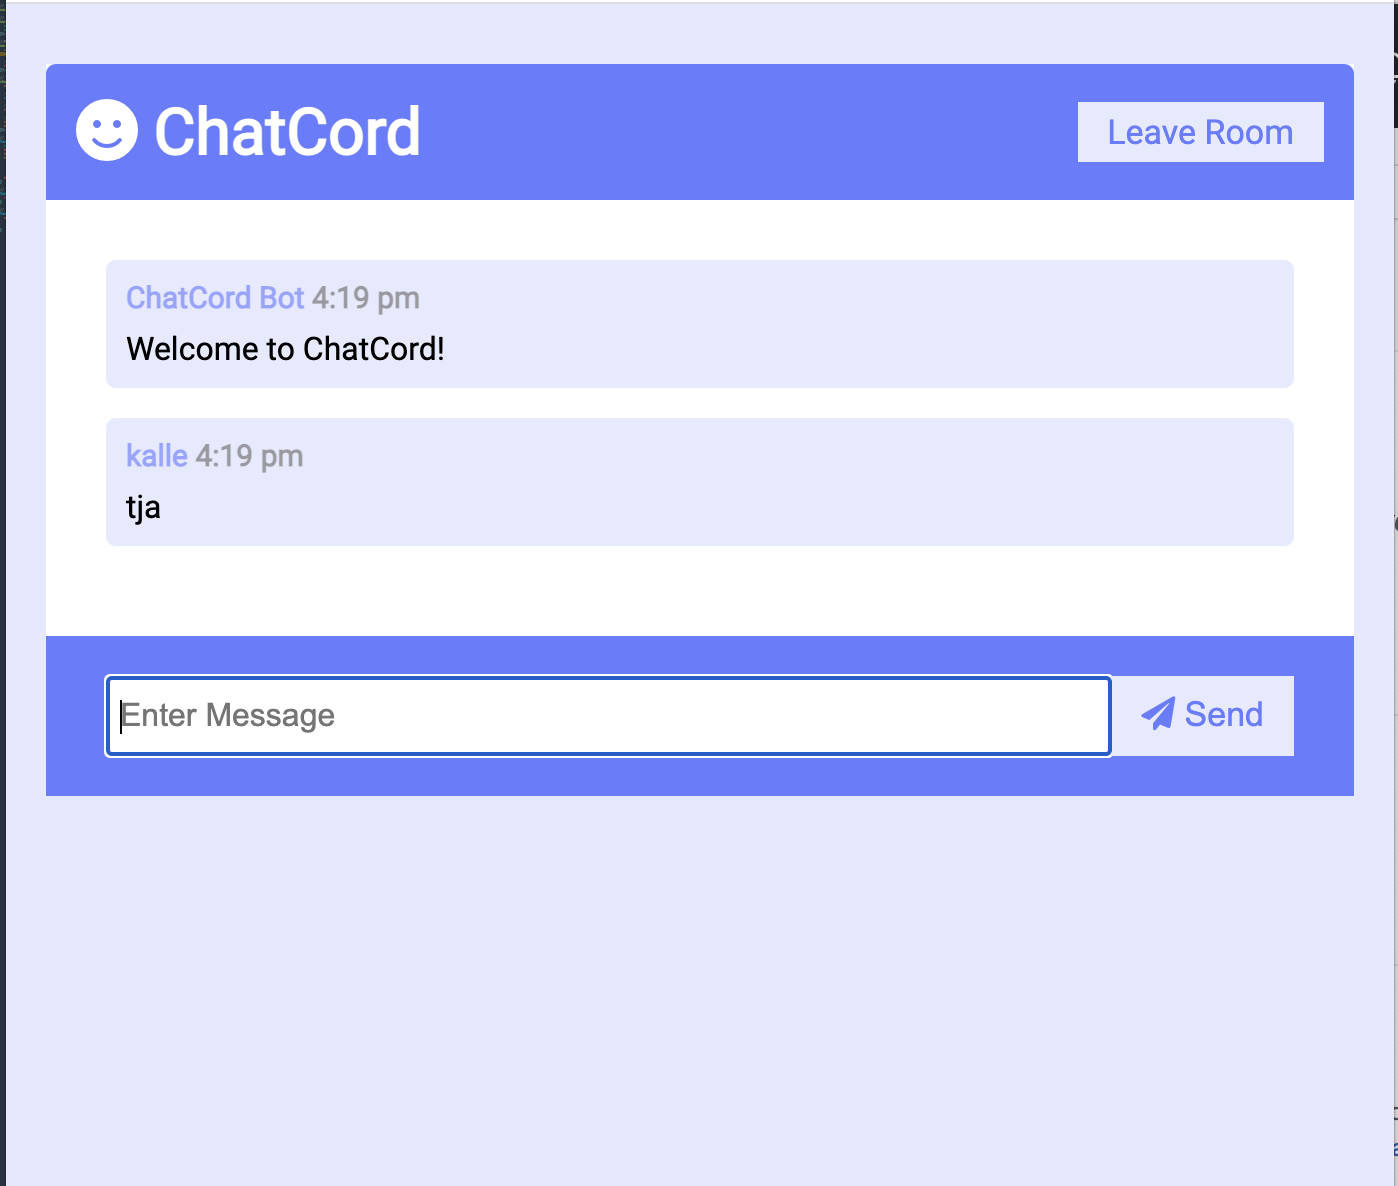 ChatCord
Leave Room
ChatCord Bot 4:19 pm
Welcome to ChatCord!
kalle 4:19 pm
tja
Enter Message
Send